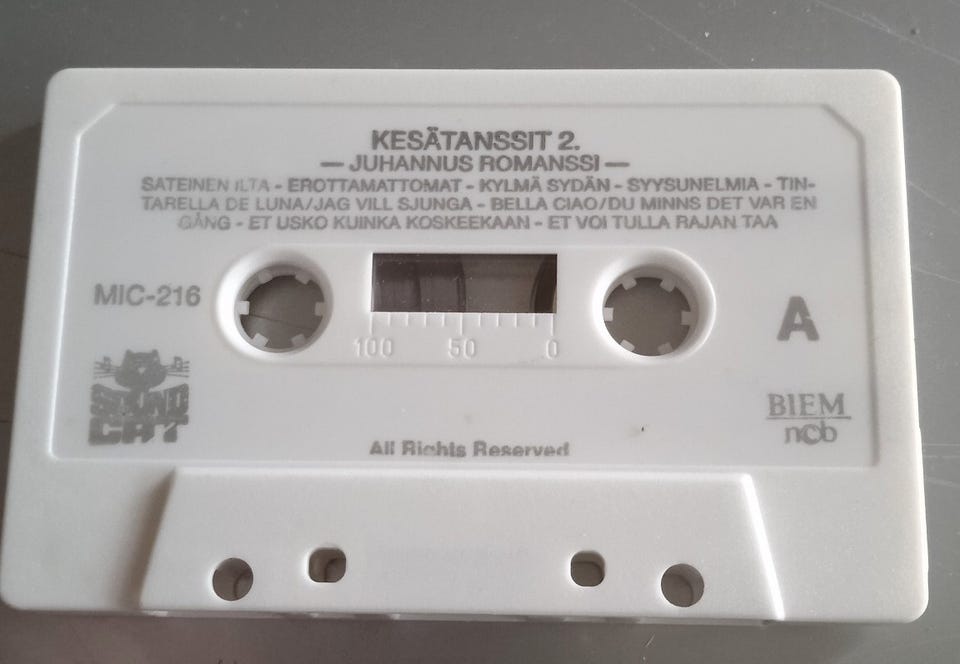 KESÄTANSSIT 2.
— JUHANNUS ROMANSSI —
SATEINEN ILTA - EROTTAMATTOMAT - KYLMÄ SYDÄN - SYYSUNELMIA - TIN-
TARELLA DE LUNA/JAG VILL SJUNGA - BELLA CIAO/DU MINNS DET VAR EN
GÅNG - ET USKO KUINKA KOSKEEKAAN - ET VOI TULLA RAJAN TAA
MIC-216
A
100 50 0
SOUND
CAT
BIEM
ncb
All Rights Reserved